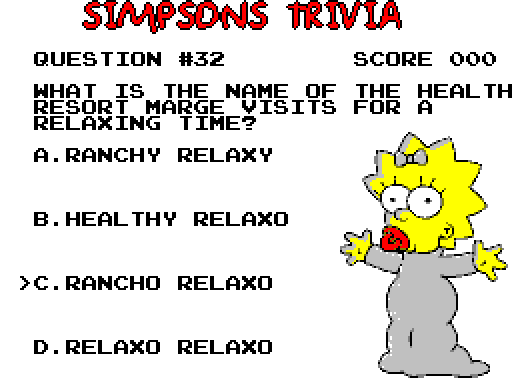 SIMPSONS TRIVIA
QUESTION #32 SCORE 000
WHAT IS THE NAME OF THE HEALTH
RESORT MARGE VISITS FOR A
RELAXING TIME?
A.RANCHY RELAXY
B.HEALTHY RELAXO
>C.RANCHO RELAXO
D.RELAXO RELAXO